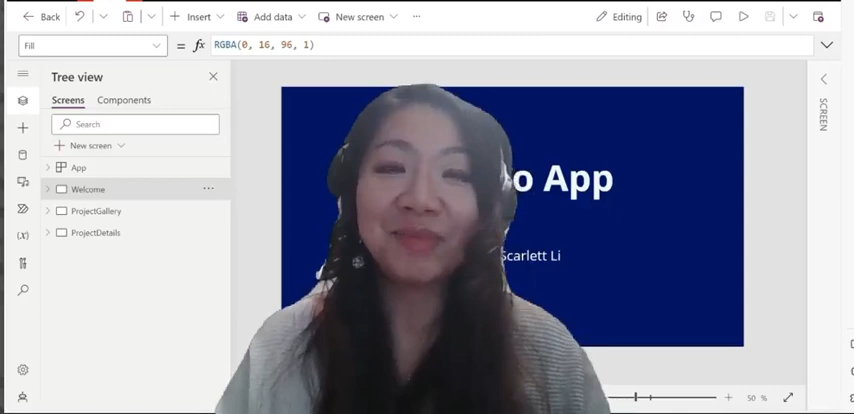 Back Insert Add data New screen ... Editing
Fill = fx RGBA(0, 16, 96, 1)
Tree view
Screens Components
Search
New screen
App
Welcome ...
ProjectGallery
ProjectDetails
SCREEN
o App
Scarlett Li
50 %